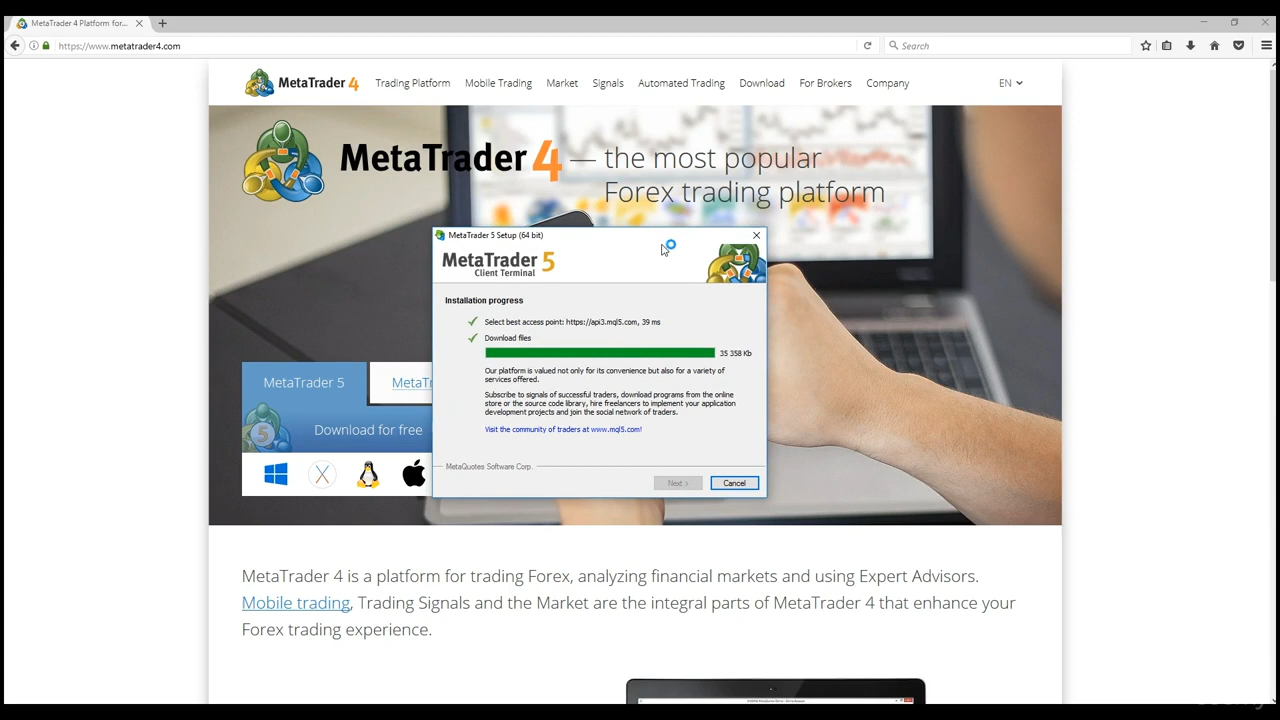 MetaTrader 4 Platform for...
https://www.metatrader4.com
Search
MetaTrader 4
Trading Platform
Mobile Trading
Market
Signals
Automated Trading
Download
For Brokers
Company
EN
MetaTrader 4 — the most popular
Forex trading platform
MetaTrader 5 Setup (64 bit)
MetaTrader 5
Client Terminal
Installation progress
Select best access point: https://api3.mql5.com, 39 ms
Download files
35 358 Kb
Our platform is valued not only for its convenience but also for a variety of
services offered.
Subscribe to signals of successful traders, download programs from the online
store or the source code library, hire freelancers to implement your application
development projects and join the social network of traders.
Visit the community of traders at www.mql5.com!
MetaQuotes Software Corp.
Next >
Cancel
MetaTrader 5
MetaTr
5
Download for free
MetaTrader 4 is a platform for trading Forex, analyzing financial markets and using Expert Advisors.
Mobile trading, Trading Signals and the Market are the integral parts of MetaTrader 4 that enhance your
Forex trading experience.